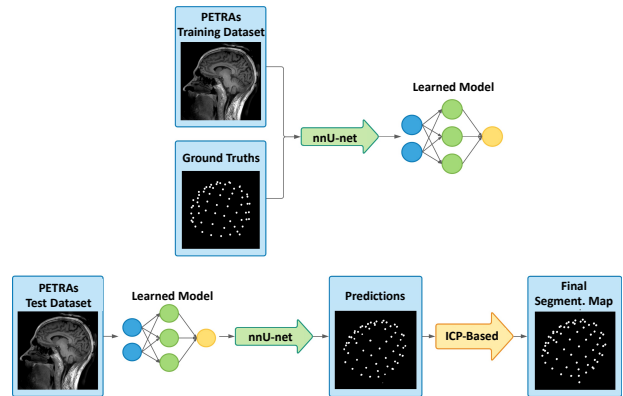 PETRAs
Training Dataset
Learned Model
nnU-net
Ground Truths
PETRAs
Test Dataset
Learned Model
nnU-net
Predictions
ICP-Based
Final
Segment. Map